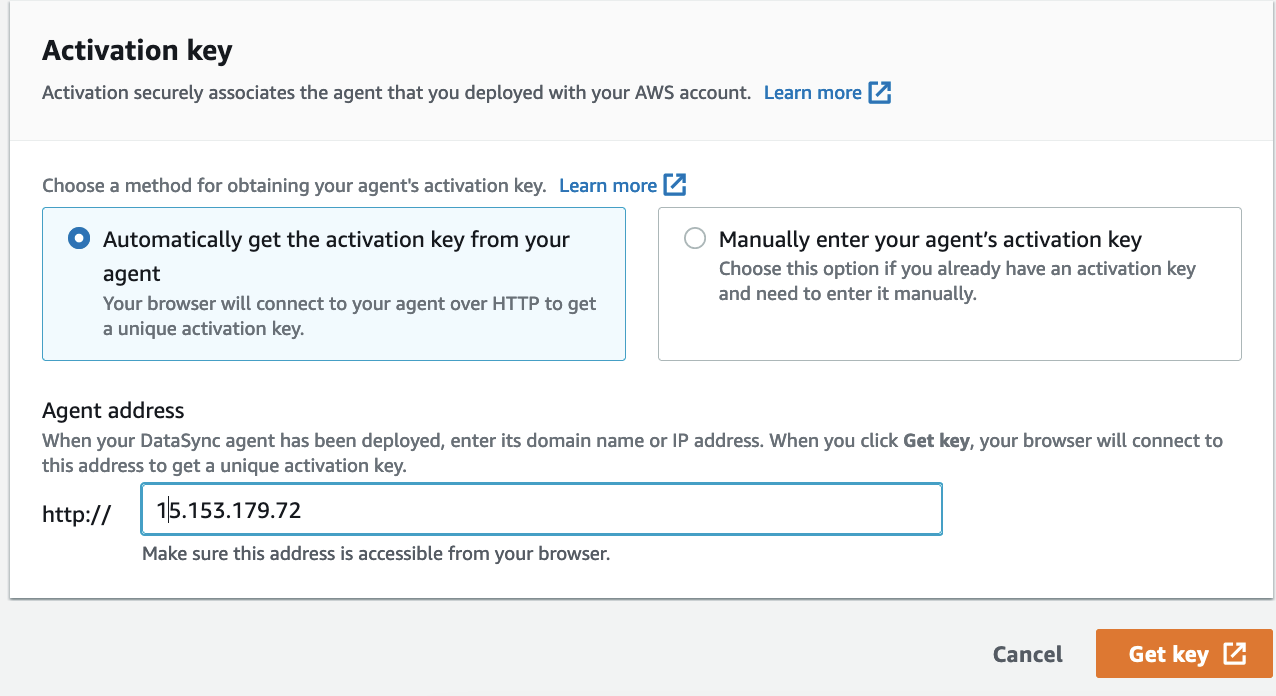 Activation key
Activation securely associates the agent that you deployed with your AWS account. Learn more
Choose a method for obtaining your agent's activation key. Learn more
Automatically get the activation key from your
agent
Your browser will connect to your agent over HTTP to get
a unique activation key.
Manually enter your agent’s activation key
Choose this option if you already have an activation key
and need to enter it manually.
Agent address
When your DataSync agent has been deployed, enter its domain name or IP address. When you click Get key, your browser will connect to
this address to get a unique activation key.
http:// 15.153.179.72
Make sure this address is accessible from your browser.
Cancel Get key